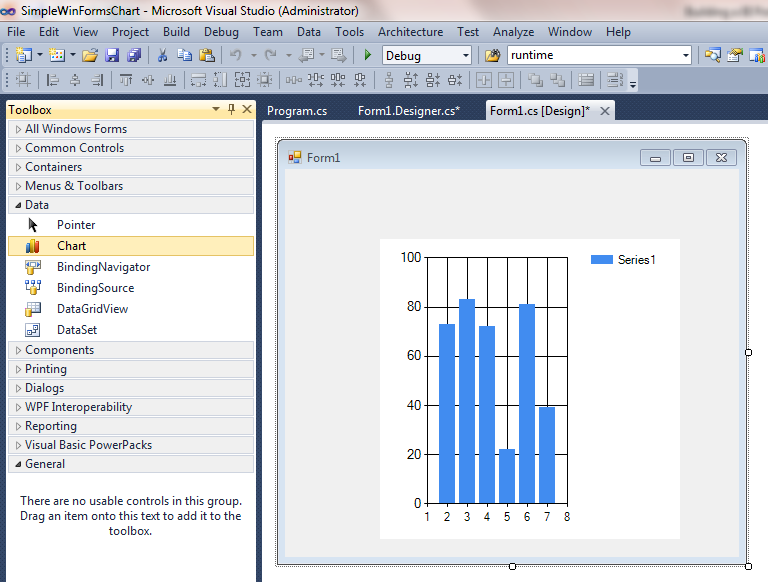 SimpleWinFormsChart - Microsoft Visual Studio (Administrator)
File Edit View Project Build Debug Team Data Tools Architecture Test Analyze Window Help
Debug runtime
Toolbox
Program.cs Form1.Designer.cs* Form1.cs [Design]*
All Windows Forms
Common Controls
Containers
Menus & Toolbars
Data
Pointer
Chart
BindingNavigator
BindingSource
DataGridView
DataSet
Components
Printing
Dialogs
WPF Interoperability
Reporting
Visual Basic PowerPacks
General
There are no usable controls in this group.
Drag an item onto this text to add it to the
toolbox.
Form1
100
80
60
40
20
0
1 2 3 4 5 6 7 8
Series1